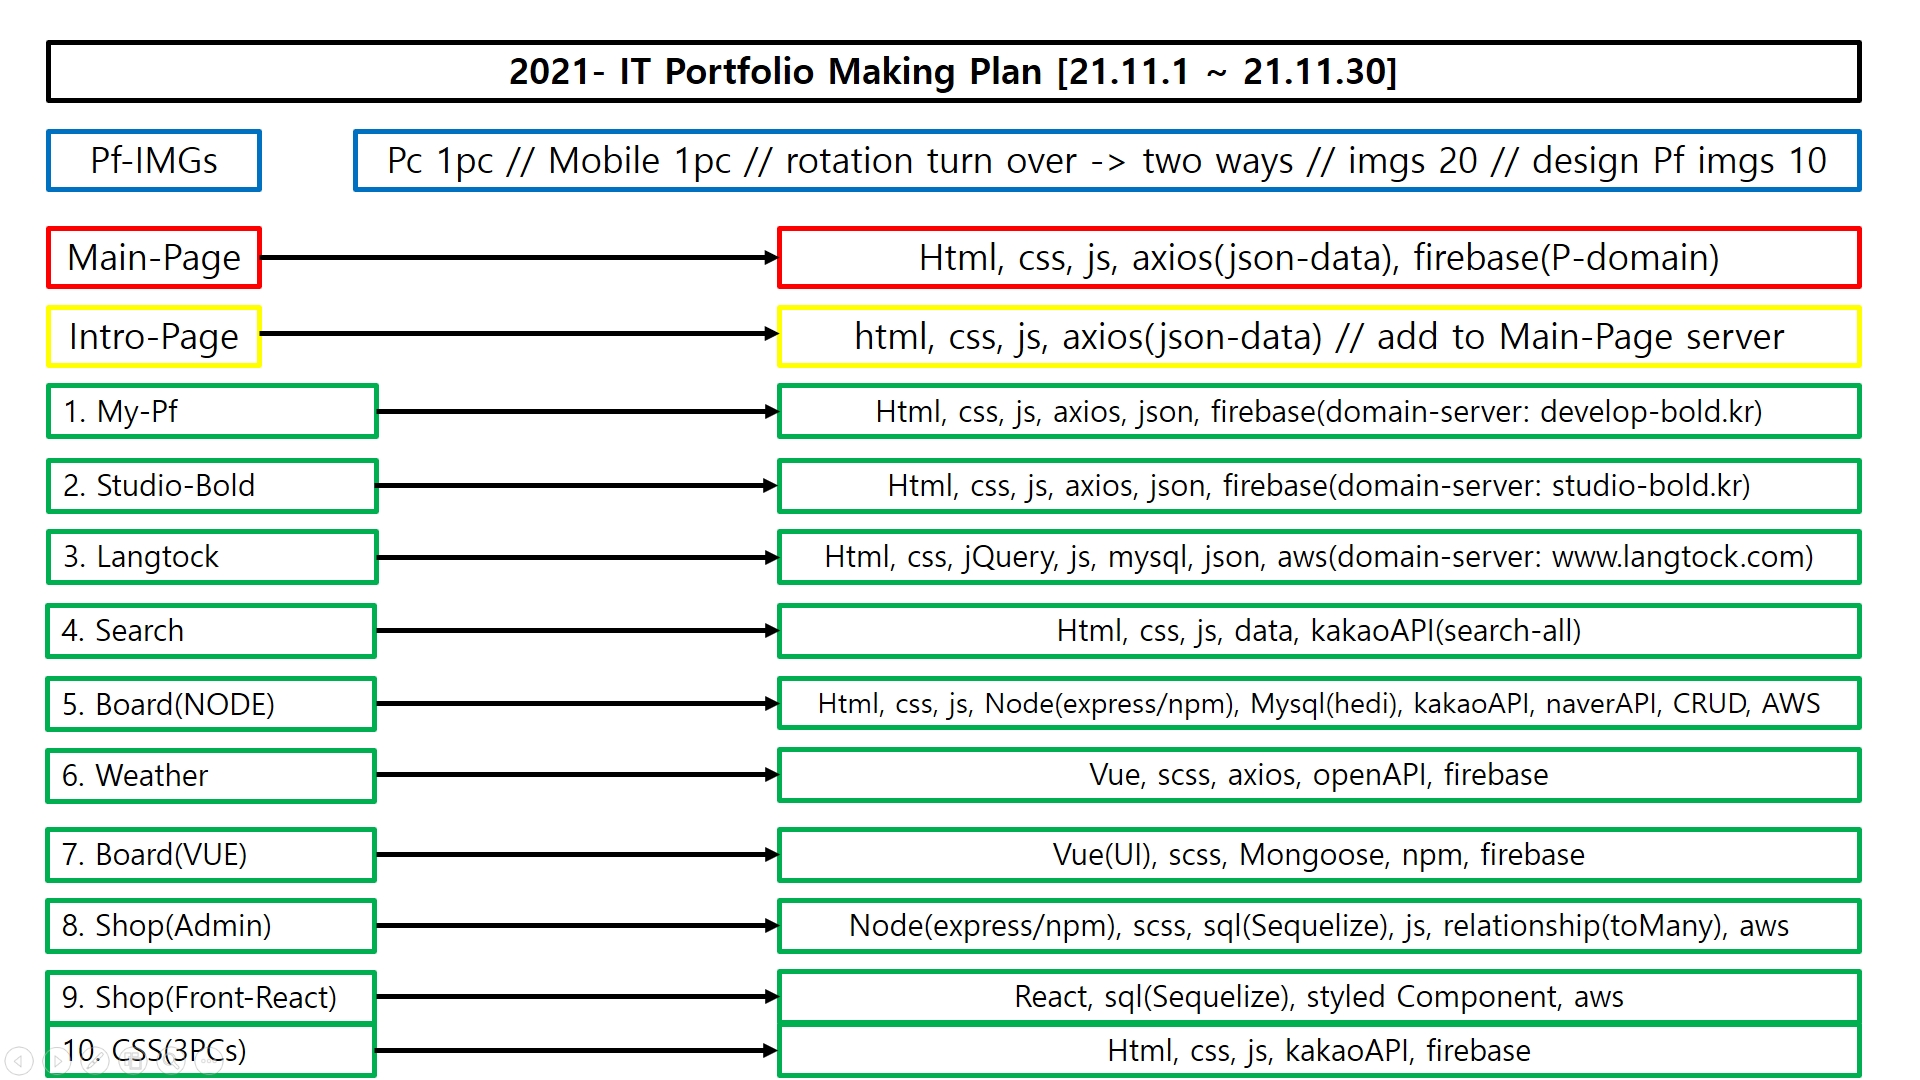 2021- IT Portfolio Making Plan [21.11.1 ~ 21.11.30]
Pf-IMGs
Pc 1pc // Mobile 1pc // rotation turn over -> two ways // imgs 20 // design Pf imgs 10
Main-Page
Html, css, js, axios(json-data), firebase(P-domain)
Intro-Page
html, css, js, axios(json-data) // add to Main-Page server
1. My-Pf
Html, css, js, axios, json, firebase(domain-server: develop-bold.kr)
2. Studio-Bold
Html, css, js, axios, json, firebase(domain-server: studio-bold.kr)
3. Langtock
Html, css, jQuery, js, mysql, json, aws(domain-server: www.langtock.com)
4. Search
Html, css, js, data, kakaoAPI(search-all)
5. Board(NODE)
Html, css, js, Node(express/npm), Mysql(hedi), kakaoAPI, naverAPI, CRUD, AWS
6. Weather
Vue, scss, axios, openAPI, firebase
7. Board(VUE)
Vue(UI), scss, Mongoose, npm, firebase
8. Shop(Admin)
Node(express/npm), scss, sql(Sequelize), js, relationship(toMany), aws
9. Shop(Front-React)
React, sql(Sequelize), styled Component, aws
10. CSS(3PCs)
Html, css, js, kakaoAPI, firebase